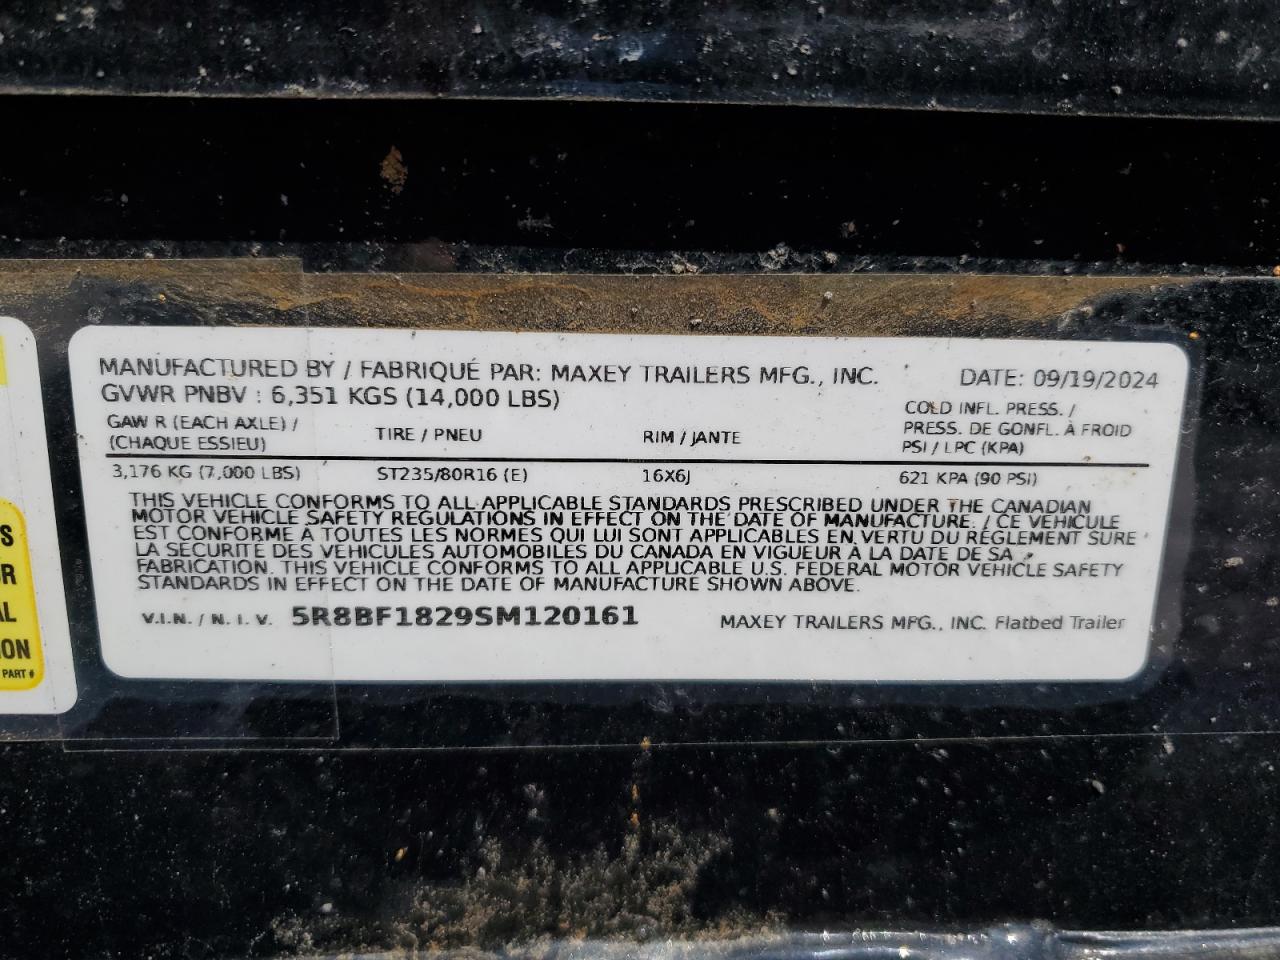 MANUFACTURED BY / FABRIQUÉ PAR: MAXEY TRAILERS MFG., INC. DATE: 09/19/2024
GVWR PNBV : 6,351 KGS (14,000 LBS)
GAW R (EACH AXLE) /
(CHAQUE ESSIEU)
TIRE / PNEU
RIM / JANTE
COLD INFL. PRESS. /
PRESS. DE GONFL. À FROID
PSI / LPC (KPA)
3,176 KG (7,000 LBS) ST235/80R16 (E) 16X6J 621 KPA (90 PSI)
THIS VEHICLE CONFORMS TO ALL APPLICABLE STANDARDS PRESCRIBED UNDER THE CANADIAN
MOTOR VEHICLE SAFETY REGULATIONS IN EFFECT ON THE DATE OF MANUFACTURE. / CE VEHICULE
EST CONFORME À TOUTES LES NORMES QUI LUI SONT APPLICABLES EN VERTU DU RÈGLEMENT SURE
LA SÉCURITÉ DES VEHICULES AUTOMOBILES DU CANADA EN VIGUEUR À LA DATE DE SA
FABRICATION. THIS VEHICLE CONFORMS TO ALL APPLICABLE U.S. FEDERAL MOTOR VEHICLE SAFETY
STANDARDS IN EFFECT ON THE DATE OF MANUFACTURE SHOWN ABOVE.
V.I.N. / N. I. V. 5R8BF1829SM120161 MAXEY TRAILERS MFG., INC. Flatbed Trailer
S
OR
AL
ION
PART #